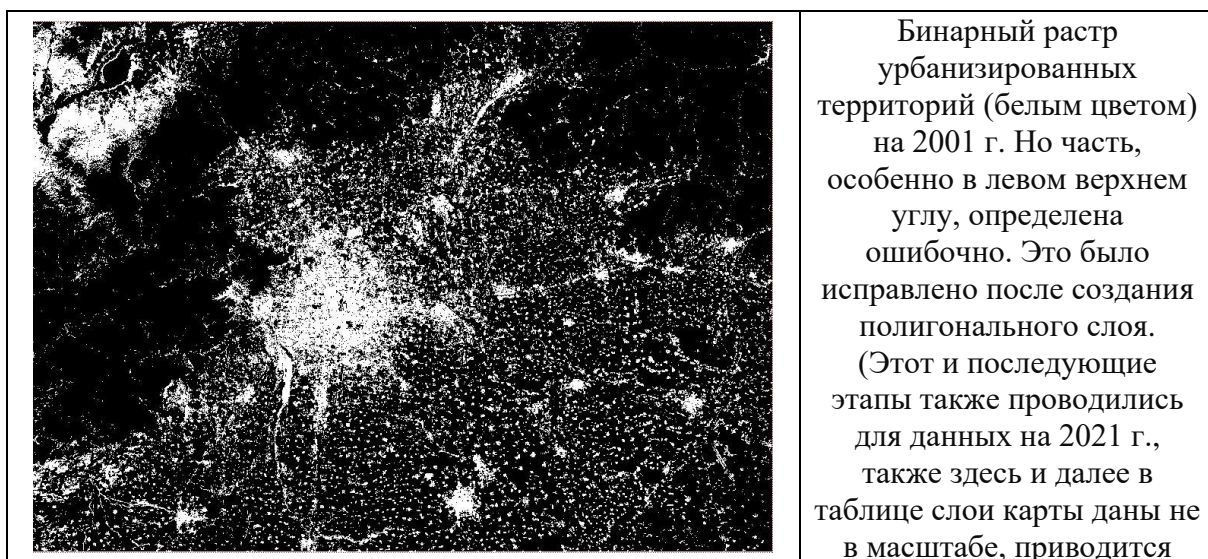 Бинарный растр
урбанизированных
территорий (белым цветом)
на 2001 г. Но часть,
особенно в левом верхнем
углу, определена
ошибочно. Это было
исправлено после создания
полигонального слоя.
(Этот и последующие
этапы также проводились
для данных на 2021 г.,
также здесь и далее в
таблице слои карты даны не
в масштабе, приводится